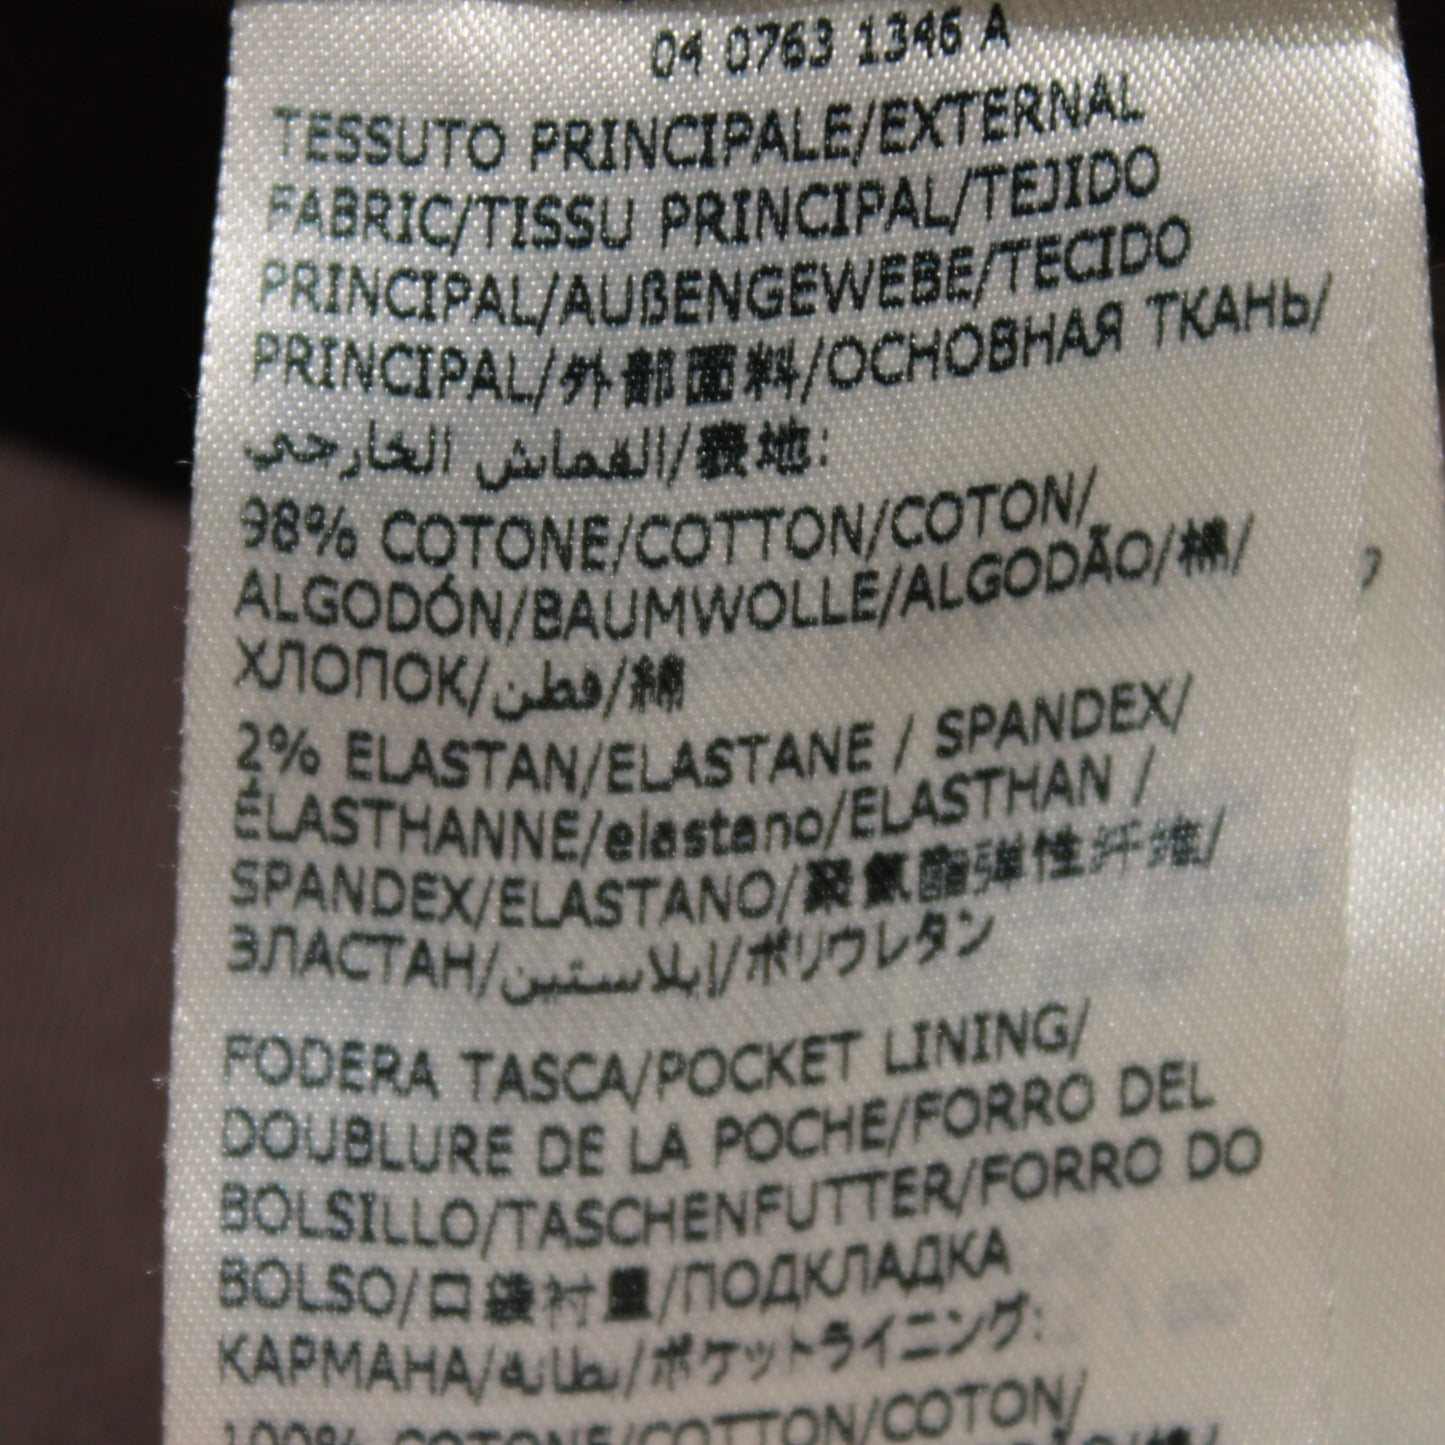 04 0763 1346 A
TESSUTO PRINCIPALE/EXTERNAL
FABRIC/TISSU PRINCIPAL/TEJIDO
PRINCIPAL/AUßENGEWEBE/TECIDO
PRINCIPAL/外部面料/ОСНОВНАЯ ТКАНЬ/
القماش الخارجي/表地:
98% COTONE/COTTON/COTON/
ALGODÓN/BAUMWOLLE/ALGODÃO/棉/
ХЛОПОК/قطن/綿
2% ELASTAN/ELASTANE / SPANDEX/
ÉLASTHANNE/elastano/ELASTHAN /
SPANDEX/ELASTANO/聚氨酯弹性纤维/
ЭЛАСТАН/إيلاستين/ポリウレタン
FODERA TASCA/POCKET LINING/
DOUBLURE DE LA POCHE/FORRO DEL
BOLSILLO/TASCHENFUTTER/FORRO DO
BOLSO/口袋衬里/ПОДКЛАДКА
КАРМАНА/بطانة/ポケットライニング:
100% COTONE/COTTON/COTON/